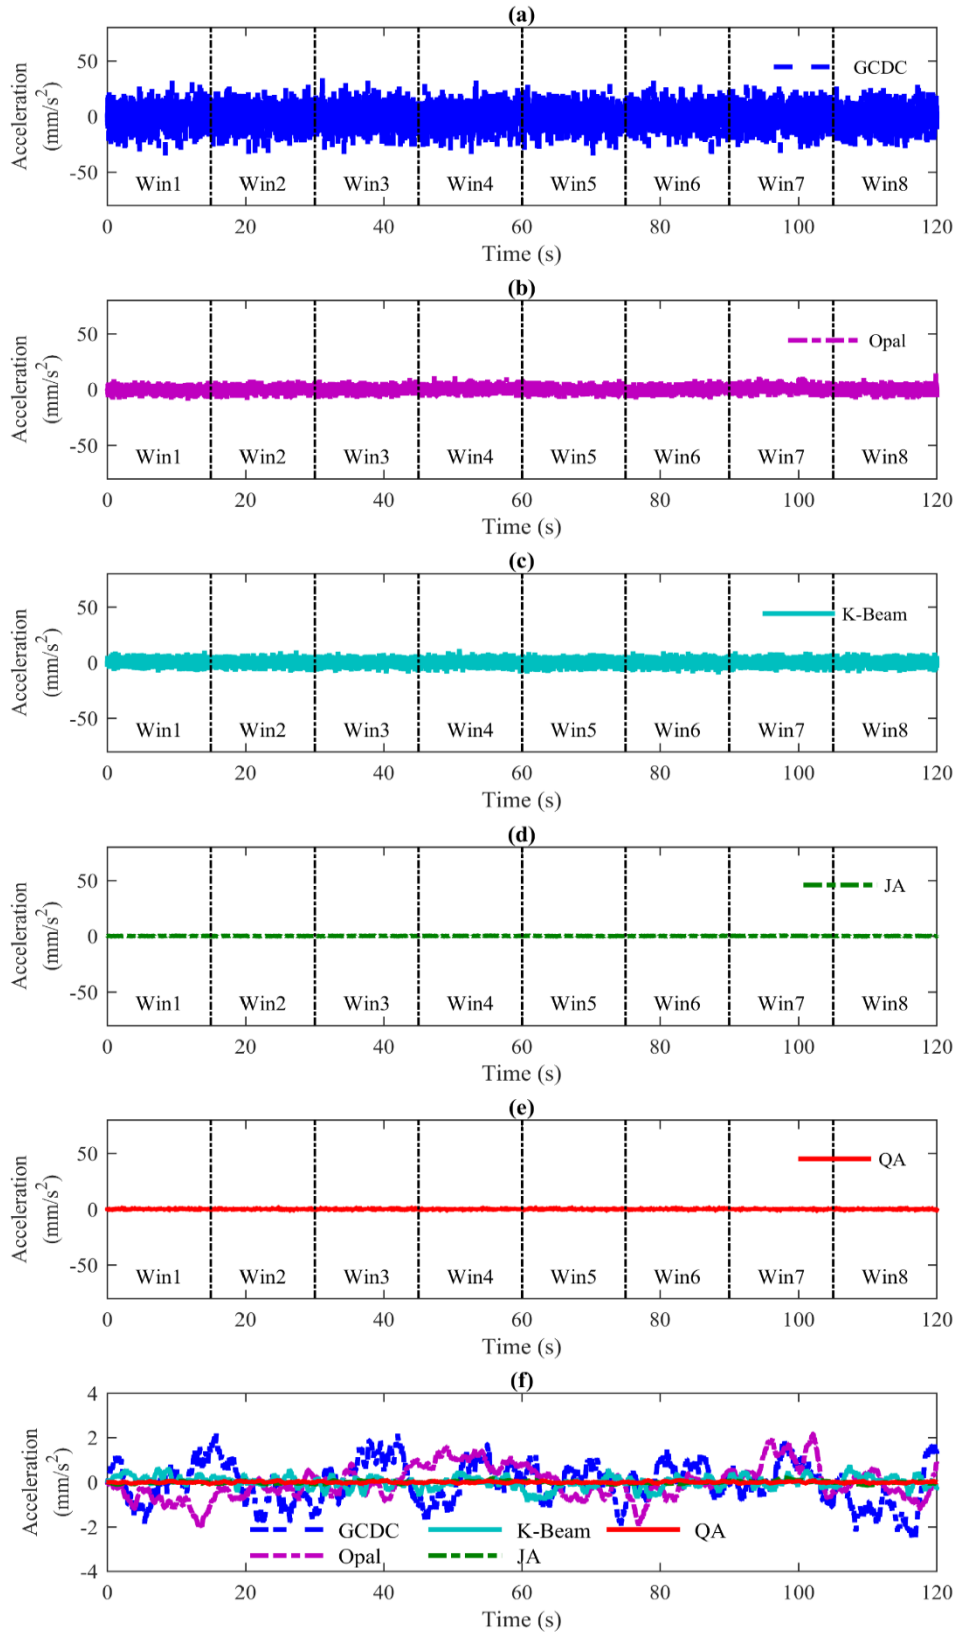 (a)
Acceleration
(mm/s²)
50
0
-50
GCDC
Win1 Win2 Win3 Win4 Win5 Win6 Win7 Win8
0 20 40 60 80 100 120
Time (s)
(b)
Acceleration
(mm/s²)
50
0
-50
Opal
Win1 Win2 Win3 Win4 Win5 Win6 Win7 Win8
0 20 40 60 80 100 120
Time (s)
(c)
Acceleration
(mm/s²)
50
0
-50
K-Beam
Win1 Win2 Win3 Win4 Win5 Win6 Win7 Win8
0 20 40 60 80 100 120
Time (s)
(d)
Acceleration
(mm/s²)
50
0
-50
JA
Win1 Win2 Win3 Win4 Win5 Win6 Win7 Win8
0 20 40 60 80 100 120
Time (s)
(e)
Acceleration
(mm/s²)
50
0
-50
QA
Win1 Win2 Win3 Win4 Win5 Win6 Win7 Win8
0 20 40 60 80 100 120
Time (s)
(f)
Acceleration
(mm/s²)
4
2
0
-2
-4
GCDC K-Beam QA
Opal JA
0 20 40 60 80 100 120
Time (s)